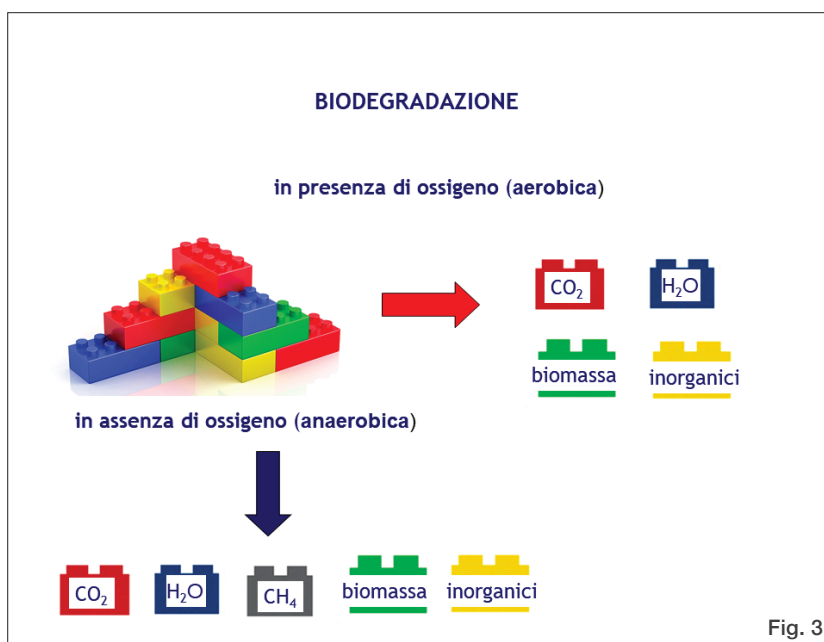 BIODEGRADAZIONE
in presenza di ossigeno (aerobica)
CO₂
H₂O
biomassa
inorganici
in assenza di ossigeno (anaerobica)
CO₂
H₂O
CH₄
biomassa
inorganici
Fig. 3